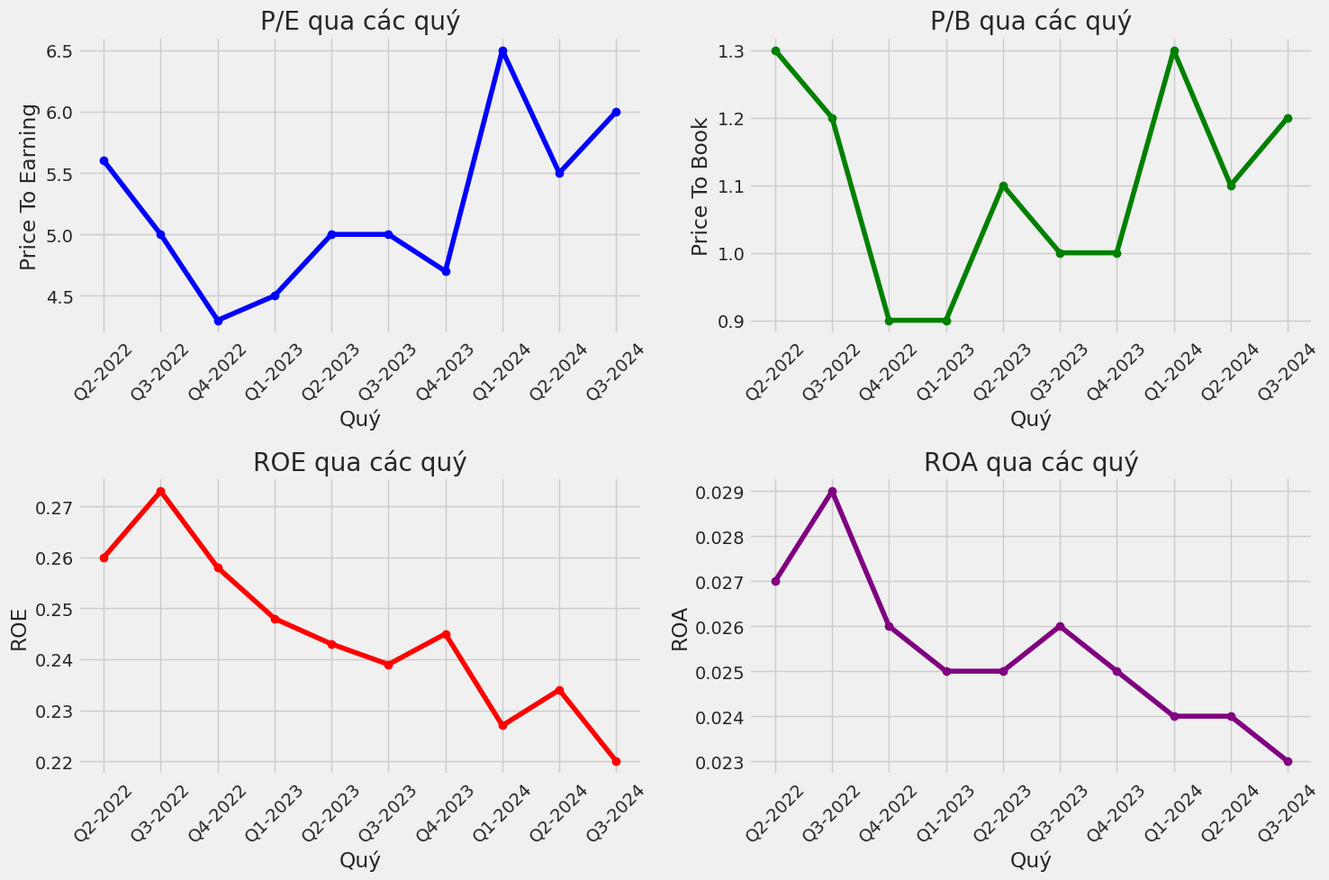 P/E qua các quý
Price To Earning
6.5
6.0
5.5
5.0
4.5
Q2-2022 Q3-2022 Q4-2022 Q1-2023 Q2-2023 Q3-2023 Q4-2023 Q1-2024 Q2-2024 Q3-2024
Quý
P/B qua các quý
Price To Book
1.3
1.2
1.1
1.0
0.9
Q2-2022 Q3-2022 Q4-2022 Q1-2023 Q2-2023 Q3-2023 Q4-2023 Q1-2024 Q2-2024 Q3-2024
Quý
ROE qua các quý
ROE
0.27
0.26
0.25
0.24
0.23
0.22
Q2-2022 Q3-2022 Q4-2022 Q1-2023 Q2-2023 Q3-2023 Q4-2023 Q1-2024 Q2-2024 Q3-2024
Quý
ROA qua các quý
ROA
0.029
0.028
0.027
0.026
0.025
0.024
0.023
Q2-2022 Q3-2022 Q4-2022 Q1-2023 Q2-2023 Q3-2023 Q4-2023 Q1-2024 Q2-2024 Q3-2024
Quý